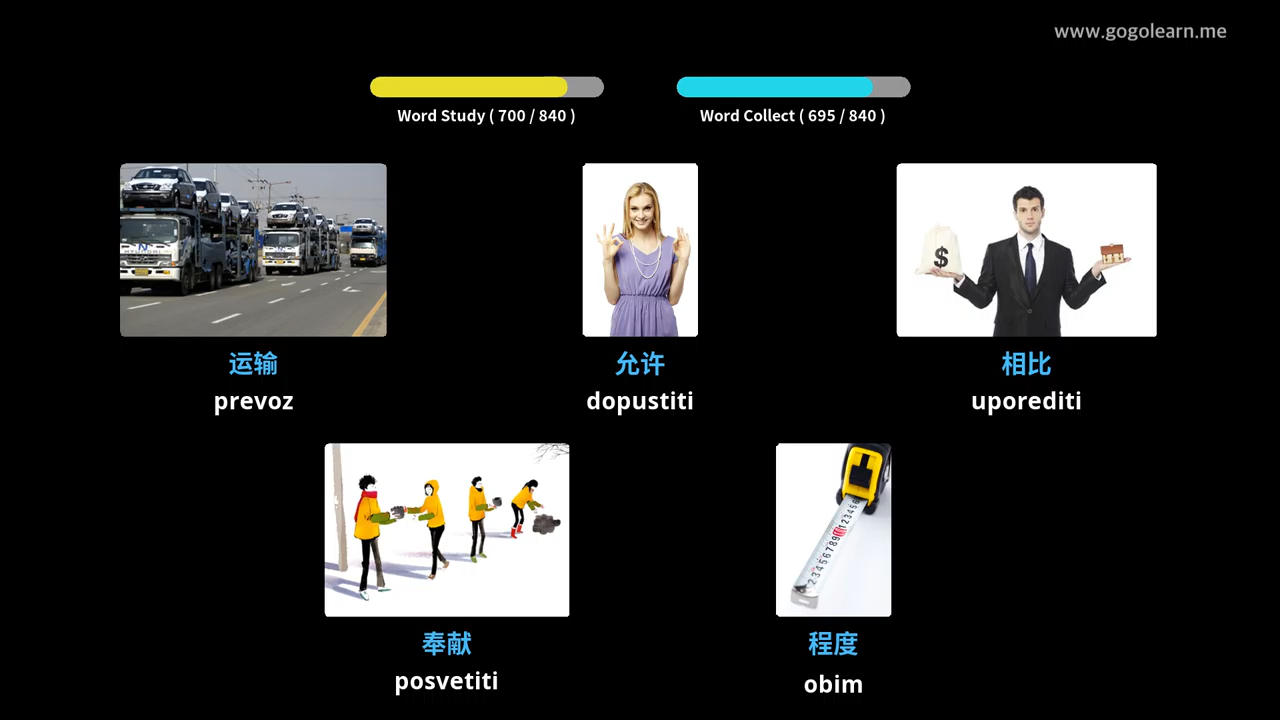 www.gogolearn.me
Word Study ( 700 / 840 )
Word Collect ( 695 / 840 )
运输
prevoz
允许
dopustiti
相比
uporediti
奉献
posvetiti
程度
obim